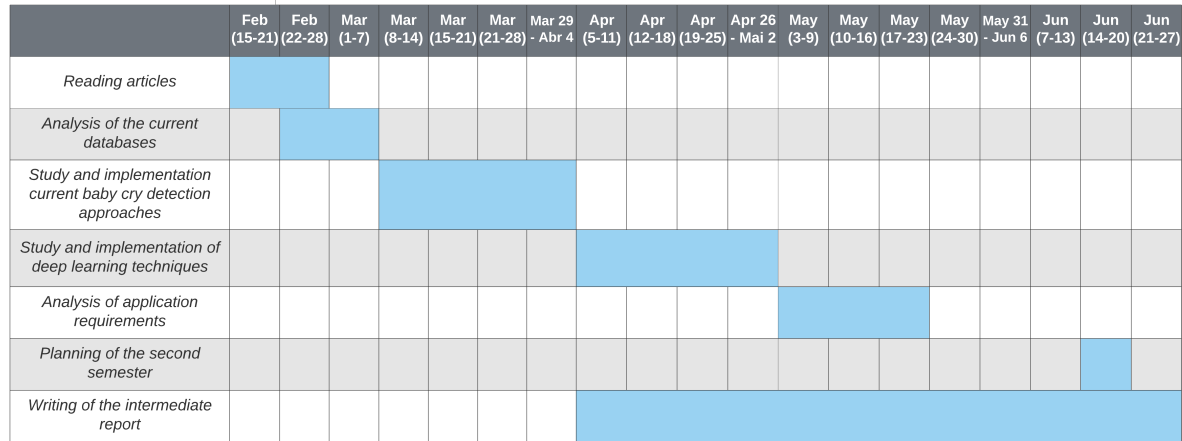 Feb Feb Mar Mar Mar Mar Mar 29 Apr Apr Apr Apr 26 May May May May May 31 Jun Jun Jun
(15-21) (22-28) (1-7) (8-14) (15-21) (21-28) - Abr 4 (5-11) (12-18) (19-25) - Mai 2 (3-9) (10-16) (17-23) (24-30) - Jun 6 (7-13) (14-20) (21-27)
Reading articles
Analysis of the current
databases
Study and implementation
current baby cry detection
approaches
Study and implementation of
deep learning techniques
Analysis of application
requirements
Planning of the second
semester
Writing of the intermediate
report